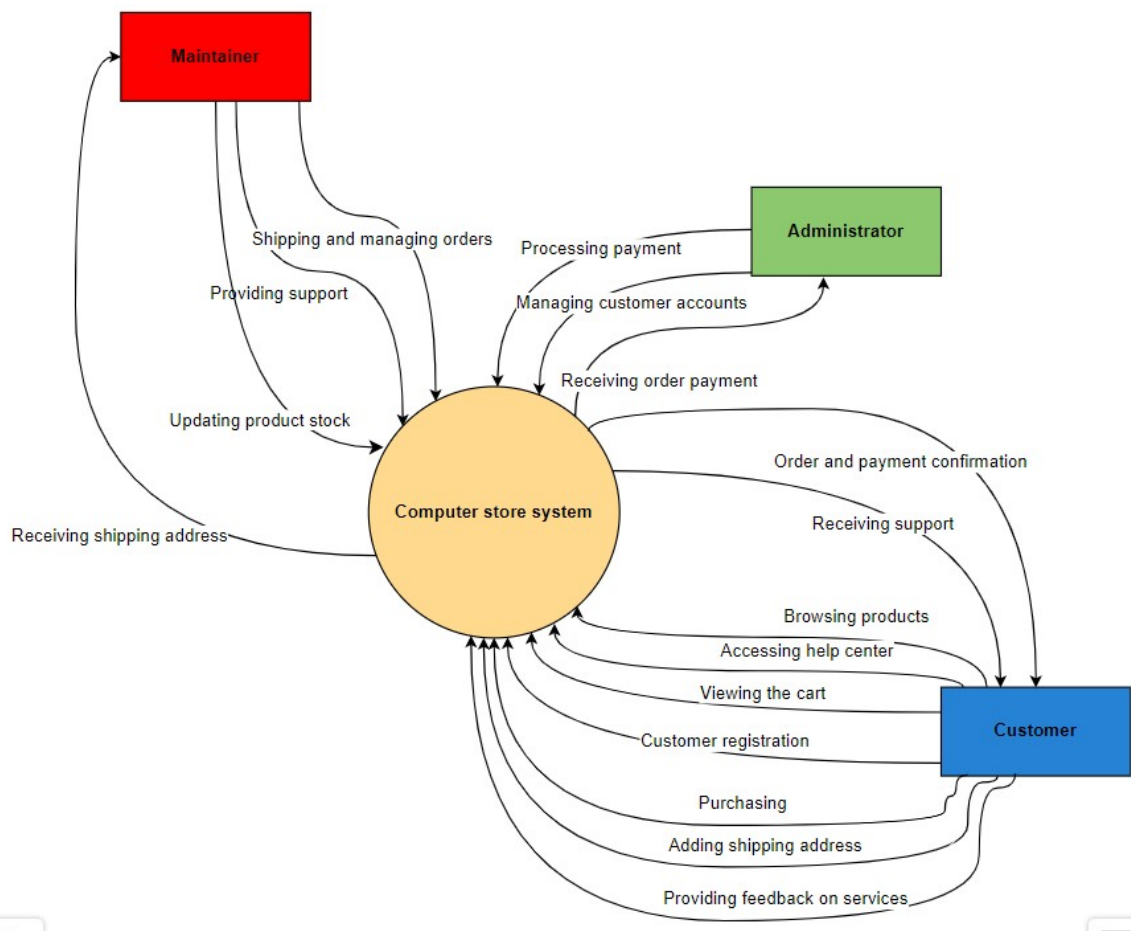 Maintainer
Administrator
Shipping and managing orders
Processing payment
Providing support
Managing customer accounts
Receiving order payment
Updating product stock
Order and payment confirmation
Computer store system
Receiving support
Receiving shipping address
Browsing products
Accessing help center
Viewing the cart
Customer
Customer registration
Purchasing
Adding shipping address
Providing feedback on services